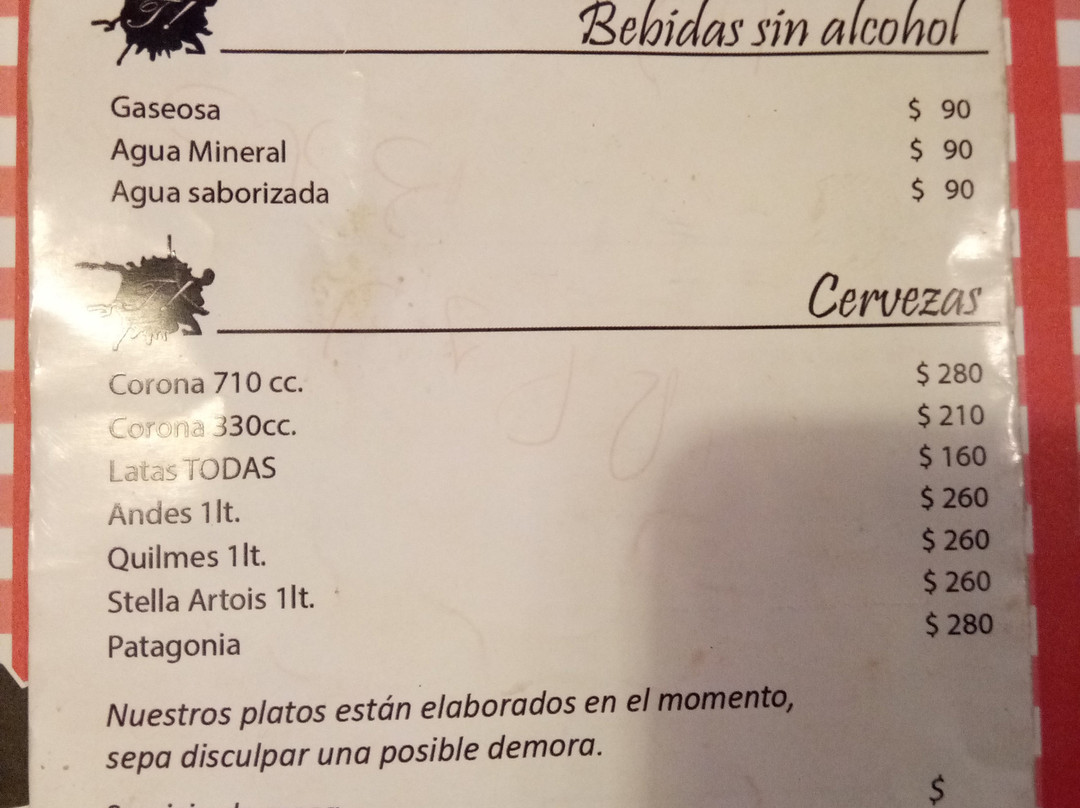 T!
Bebidas sin alcohol
Gaseosa $ 90
Agua Mineral $ 90
Agua saborizada $ 90
Cervezas
Corona 710 cc. $ 280
Corona 330cc. $ 210
Latas TODAS $ 160
Andes 1lt. $ 260
Quilmes 1lt. $ 260
Stella Artois 1lt. $ 260
Patagonia $ 280
Nuestros platos están elaborados en el momento,
sepa disculpar una posible demora.
$